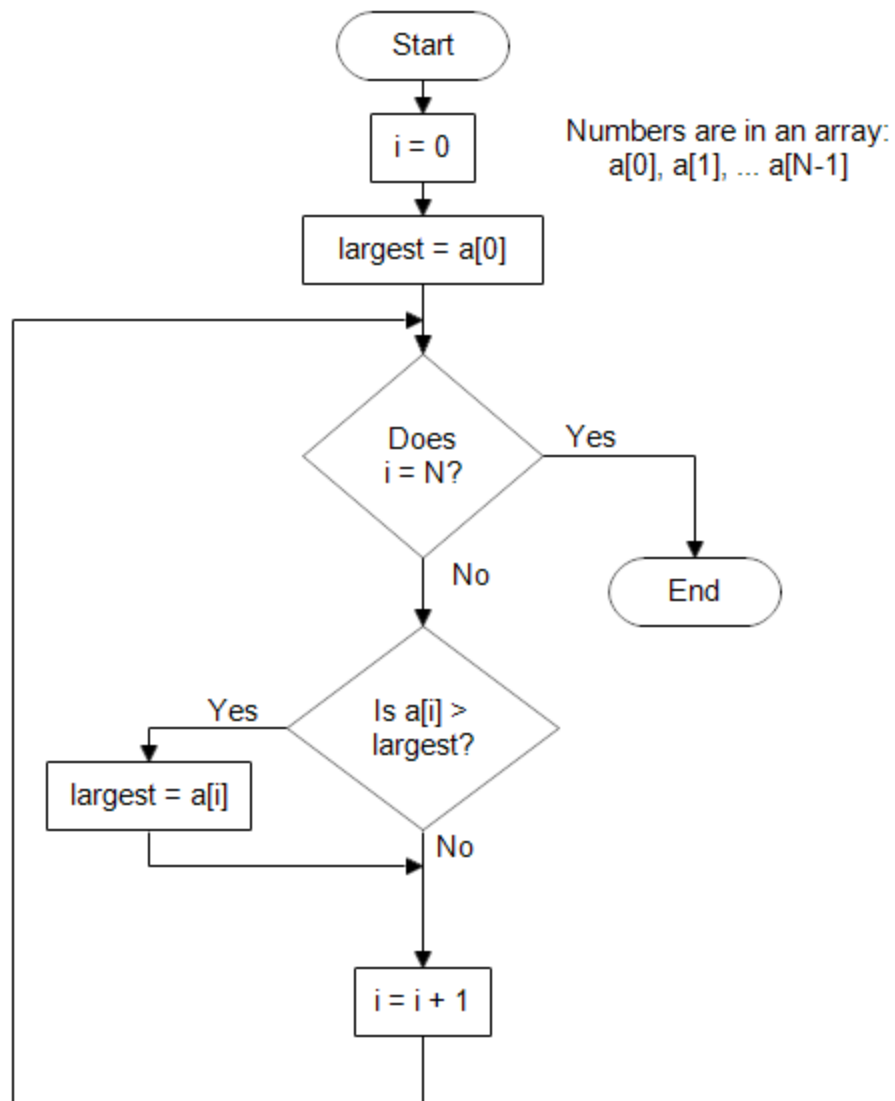 Start
i = 0
Numbers are in an array:
a[0], a[1], ... a[N-1]
largest = a[0]
Does
i = N?
Yes
No
End
Is a[i] >
largest?
Yes
largest = a[i]
No
i = i + 1